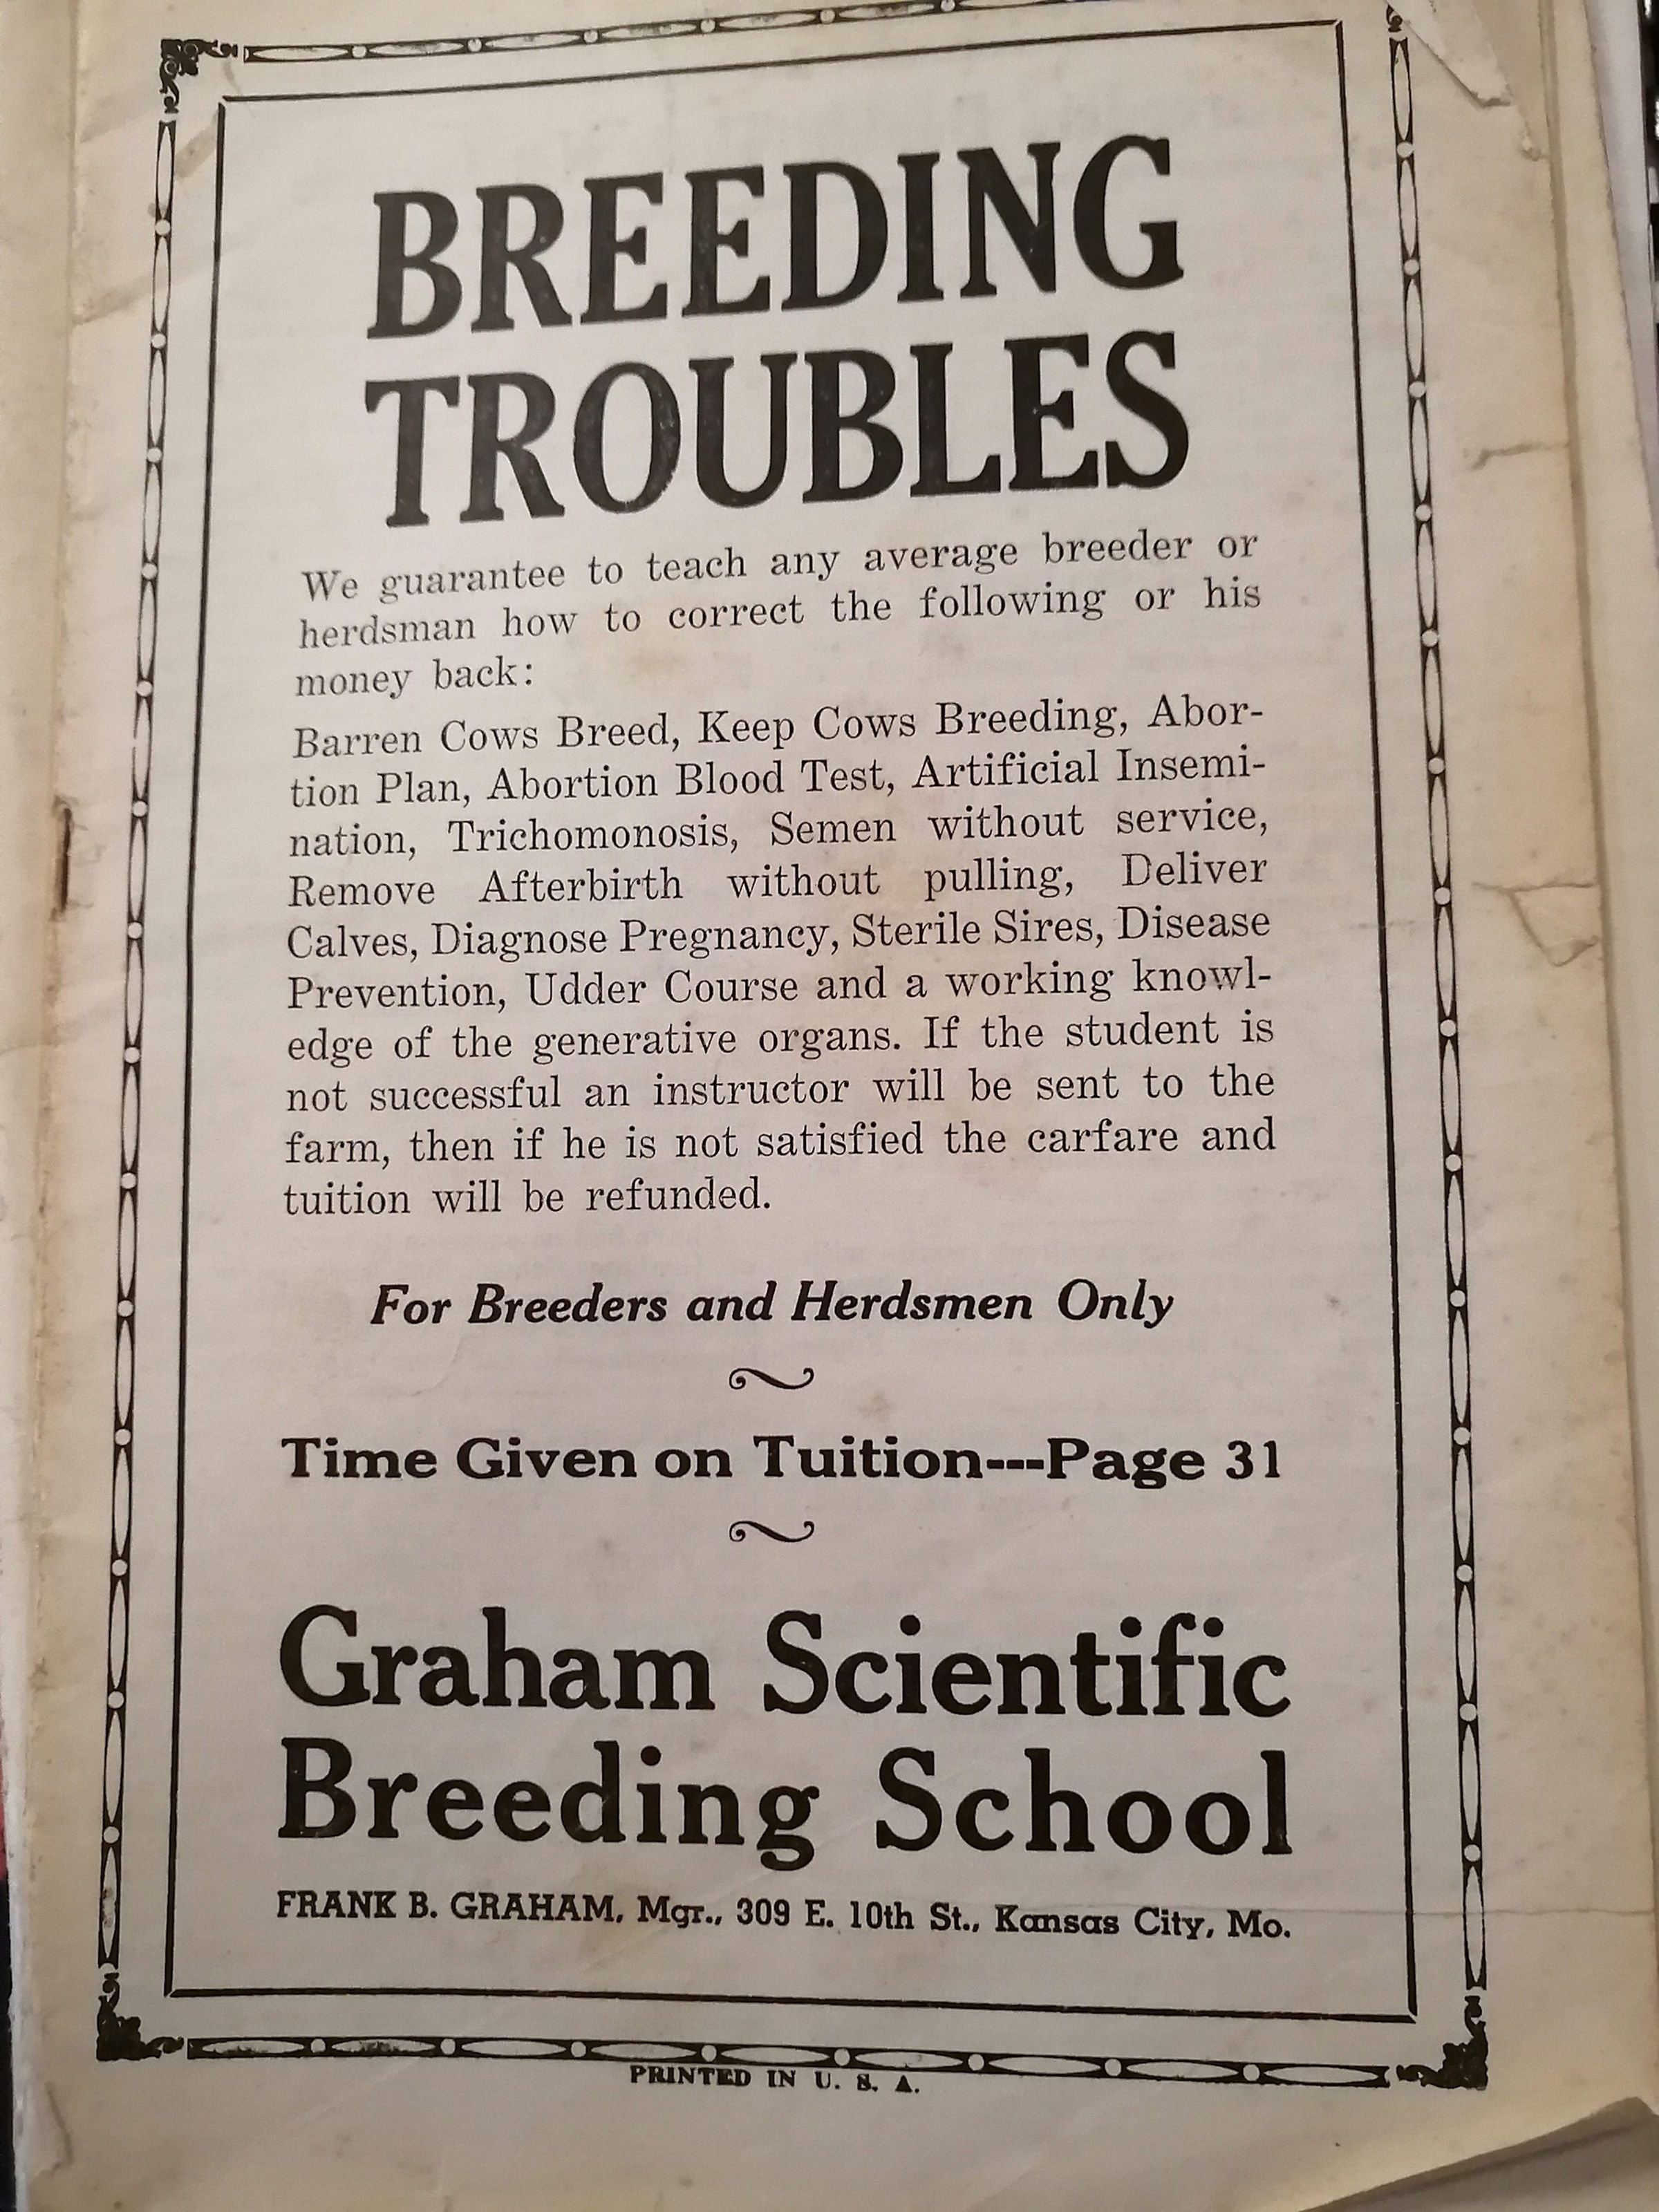 BREEDING
TROUBLES
We guarantee to teach any average breeder or
herdsman how to correct the following or his
money back:
Barren Cows Breed, Keep Cows Breeding, Abor-
tion Plan, Abortion Blood Test, Artificial Insemi-
nation, Trichomonosis, Semen without service,
Remove Afterbirth without pulling, Deliver
Calves, Diagnose Pregnancy, Sterile Sires, Disease
Prevention, Udder Course and a working knowl-
edge of the generative organs. If the student is
not successful an instructor will be sent to the
farm, then if he is not satisfied the carfare and
tuition will be refunded.
For Breeders and Herdsmen Only
Time Given on Tuition---Page 31
Graham Scientific
Breeding School
FRANK B. GRAHAM, Mgr., 309 E. 10th St., Kansas City, Mo.
PRINTED IN U. S. A.